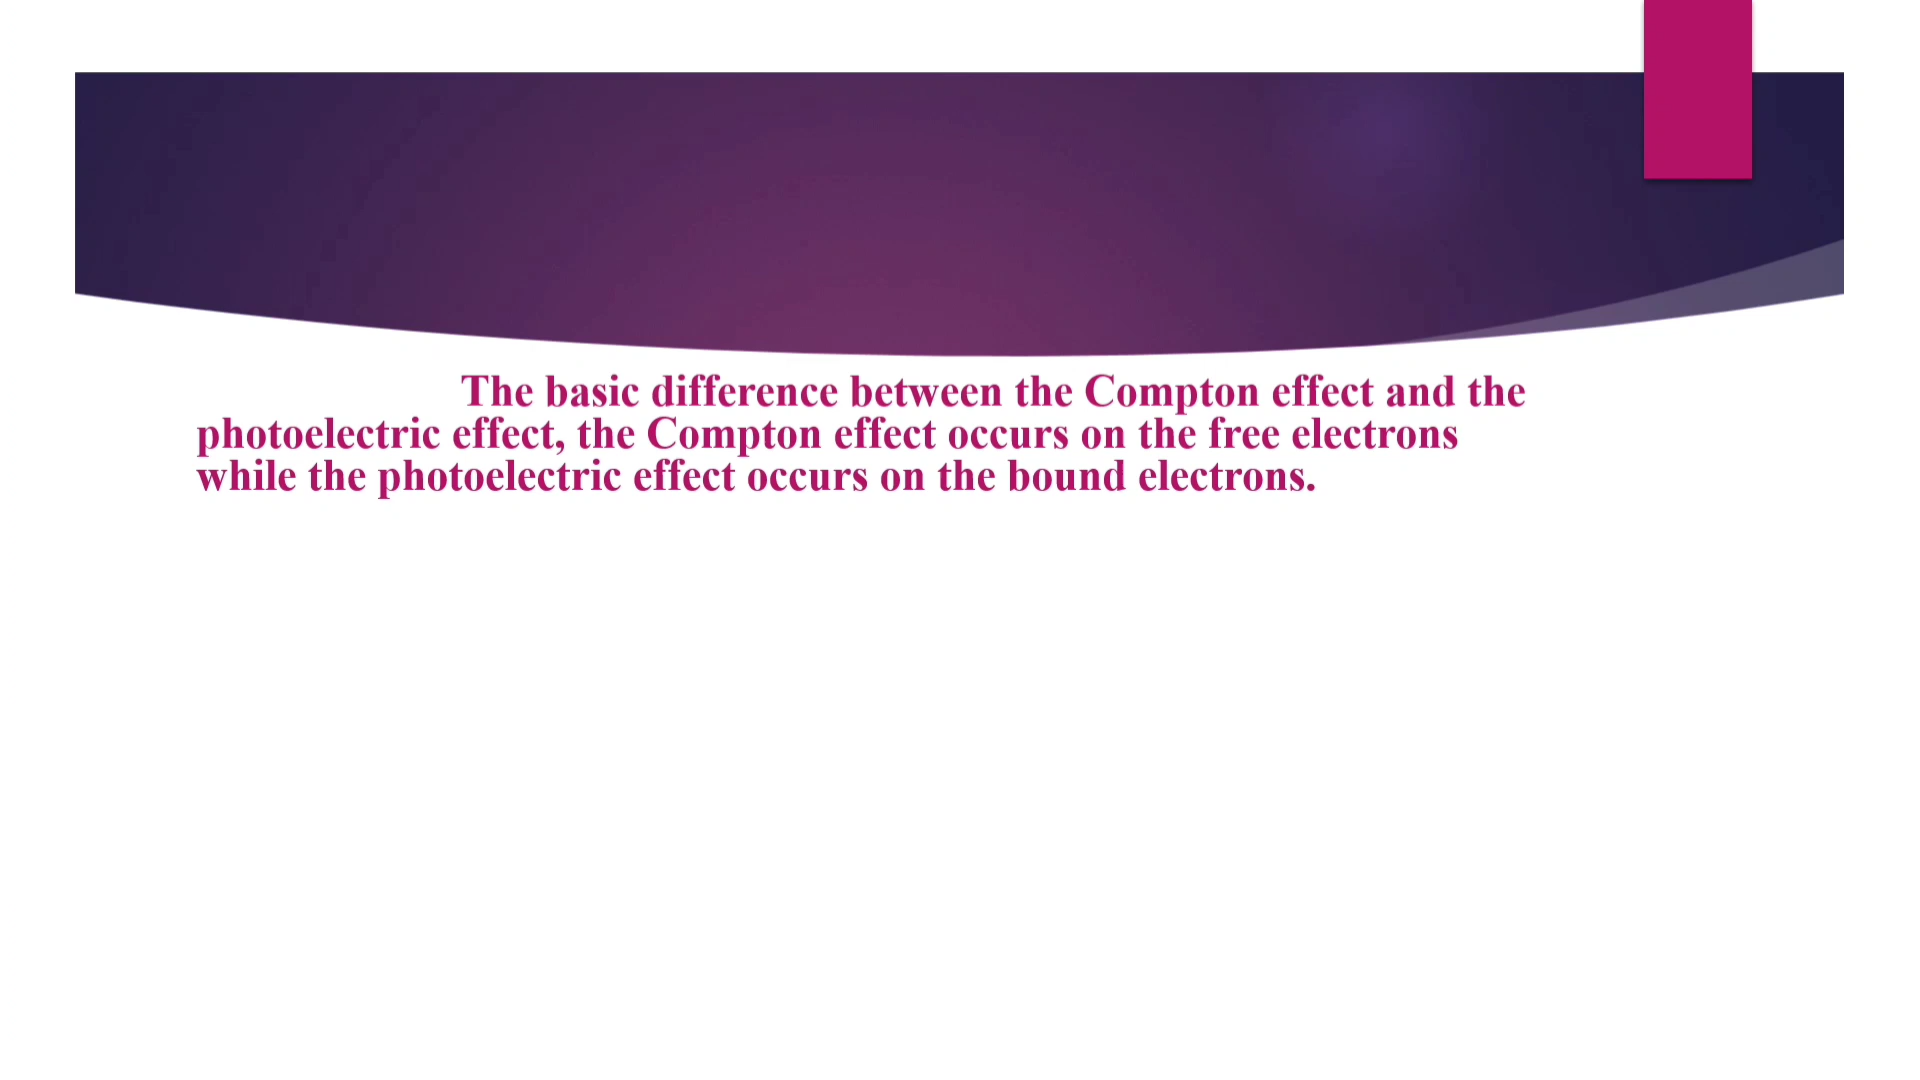 The basic difference between the Compton effect and the
photoelectric effect, the Compton effect occurs on the free electrons
while the photoelectric effect occurs on the bound electrons.